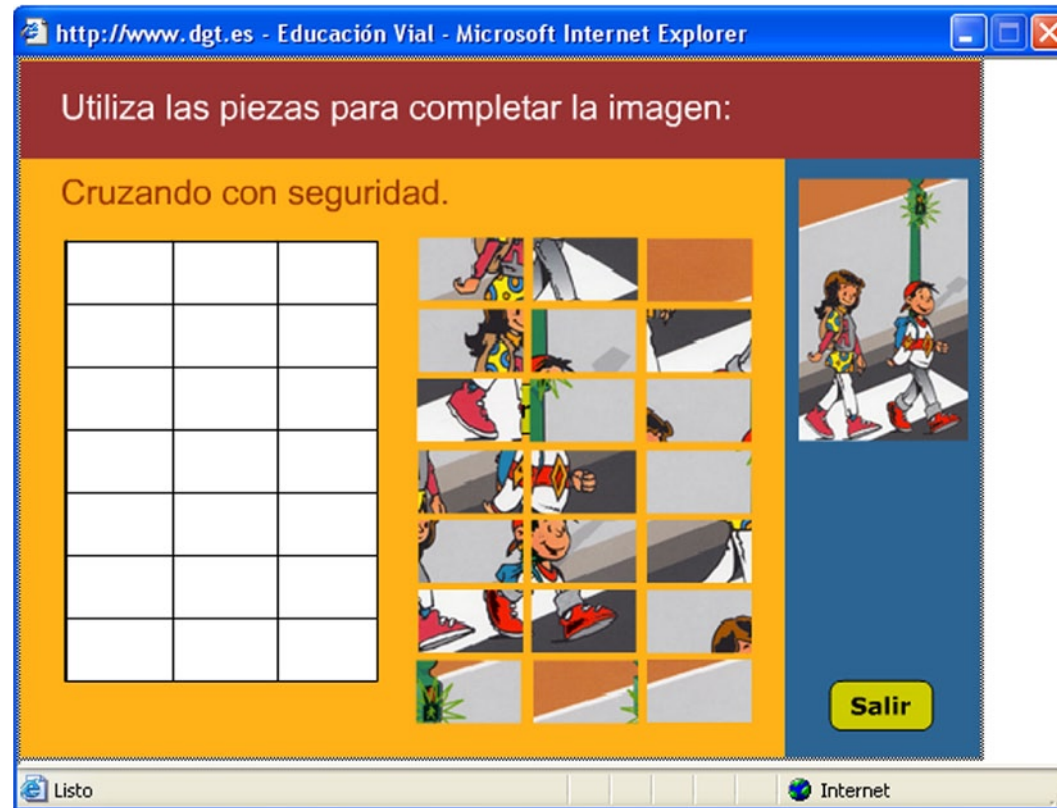 http://www.dgt.es - Educación Vial - Microsoft Internet Explorer
Utiliza las piezas para completar la imagen:
Cruzando con seguridad.
Salir
Listo
Internet